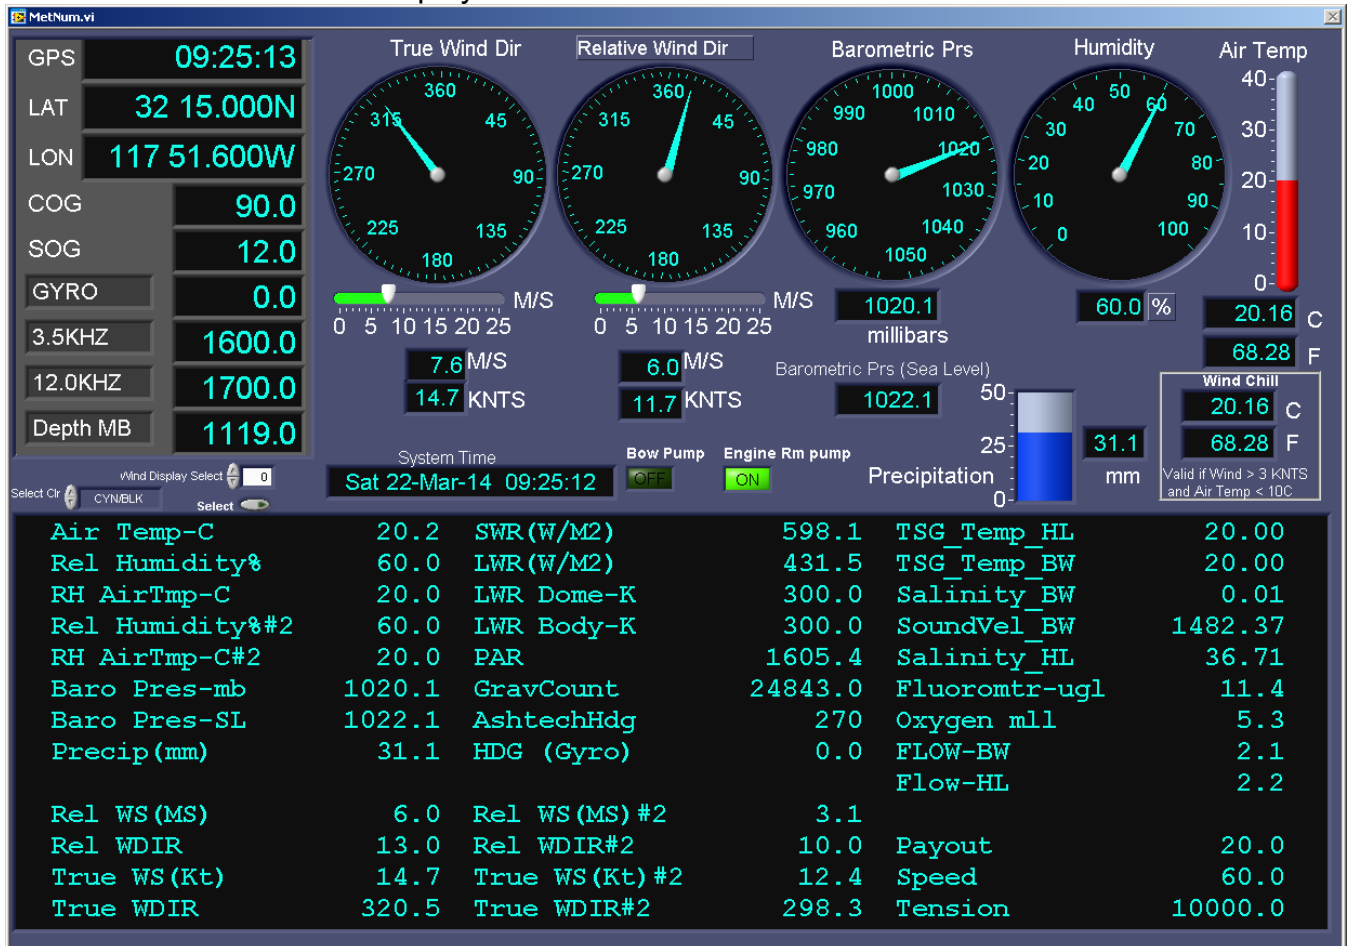 MetNum.vi
GPS 09:25:13
LAT 32 15.000N
LON 117 51.600W
COG 90.0
SOG 12.0
GYRO 0.0
3.5KHZ 1600.0
12.0KHZ 1700.0
Depth MB 1119.0
Wind Display Select 0
Select Clr CYN/BLK
Select
True Wind Dir
360
315 45
270 90
225 135
180
M/S
0 5 10 15 20 25
7.6 M/S
14.7 KNTS
Relative Wind Dir
360
315 45
270 90
225 135
180
M/S
0 5 10 15 20 25
6.0 M/S
11.7 KNTS
Barometric Prs
1000
990 1010
980 1020
970 1030
960 1040
1050
1020.1
millibars
Barometric Prs (Sea Level)
1022.1
Humidity
50
40 60
30 70
20 80
10 90
0 100
60.0 %
Air Temp
40
30
20
10
0
20.16 C
68.28 F
Wind Chill
20.16 C
68.28 F
Valid if Wind > 3 KNTS
and Air Temp < 10C
System Time
Sat 22-Mar-14 09:25:12
Bow Pump
OFF
Engine Rm pump
ON
Precipitation
50
25
0
31.1
mm
Air Temp-C 20.2 SWR(W/M2) 598.1 TSG_Temp_HL 20.00
Rel Humidity% 60.0 LWR(W/M2) 431.5 TSG_Temp_BW 20.00
RH AirTmp-C 20.0 LWR Dome-K 300.0 Salinity_BW 0.01
Rel Humidity%#2 60.0 LWR Body-K 300.0 SoundVel_BW 1482.37
RH AirTmp-C#2 20.0 PAR 1605.4 Salinity_HL 36.71
Baro Pres-mb 1020.1 GravCount 24843.0 Fluoromtr-ugl 11.4
Baro Pres-SL 1022.1 AshtechHdg 270 Oxygen mll 5.3
Precip(mm) 31.1 HDG (Gyro) 0.0 FLOW-BW 2.1
Flow-HL 2.2
Rel WS(MS) 6.0 Rel WS(MS)#2 3.1
Rel WDIR 13.0 Rel WDIR#2 10.0 Payout 20.0
True WS(Kt) 14.7 True WS(Kt)#2 12.4 Speed 60.0
True WDIR 320.5 True WDIR#2 298.3 Tension 10000.0